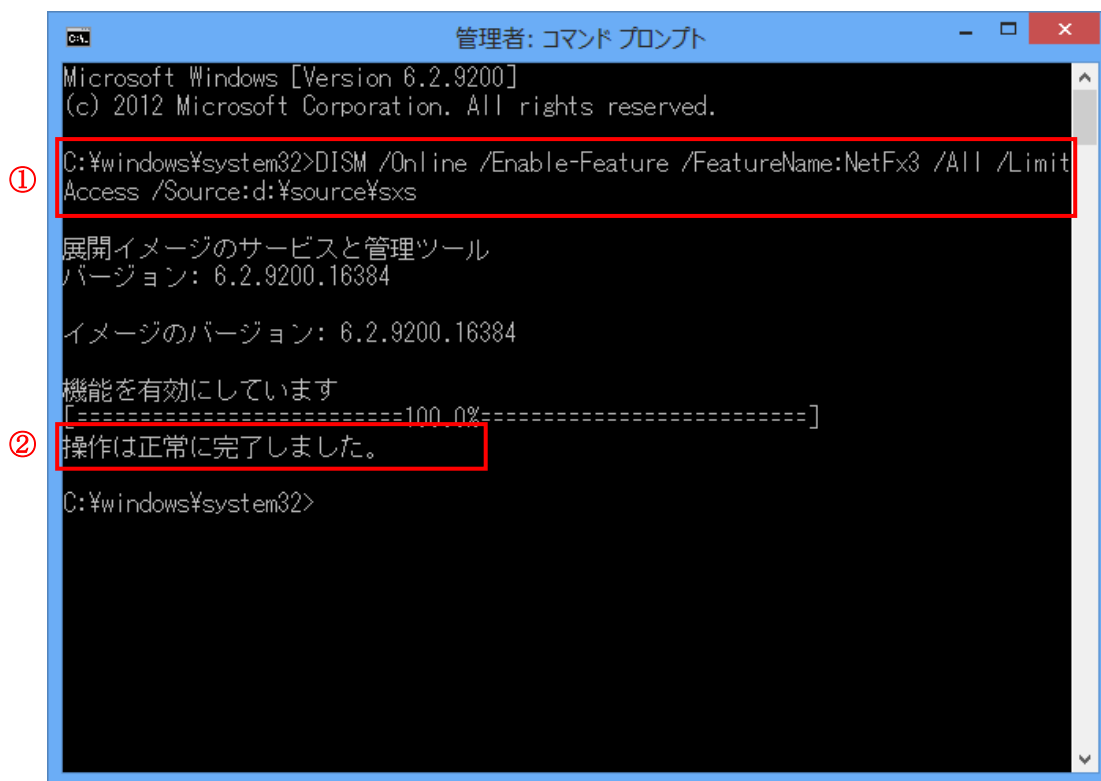 管理者: コマンド プロンプト
Microsoft Windows [Version 6.2.9200]
(c) 2012 Microsoft Corporation. All rights reserved.
①
C:¥windows¥system32>DISM /Online /Enable-Feature /FeatureName:NetFx3 /All /Limit
Access /Source:d:¥source¥sxs
展開イメージのサービスと管理ツール
バージョン: 6.2.9200.16384
イメージのバージョン: 6.2.9200.16384
機能を有効にしています
[==========================100.0%==========================]
②
操作は正常に完了しました。
C:¥windows¥system32>